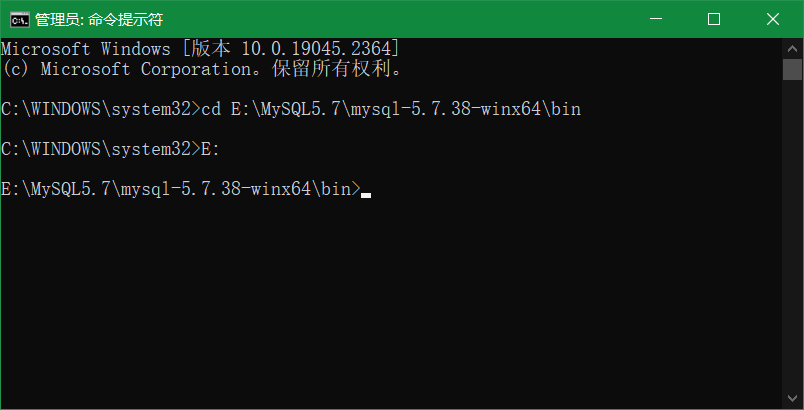 管理员: 命令提示符
Microsoft Windows [版本 10.0.19045.2364]
(c) Microsoft Corporation。保留所有权利。
C:\WINDOWS\system32>cd E:\MySQL5.7\mysql-5.7.38-winx64\bin
C:\WINDOWS\system32>E:
E:\MySQL5.7\mysql-5.7.38-winx64\bin>